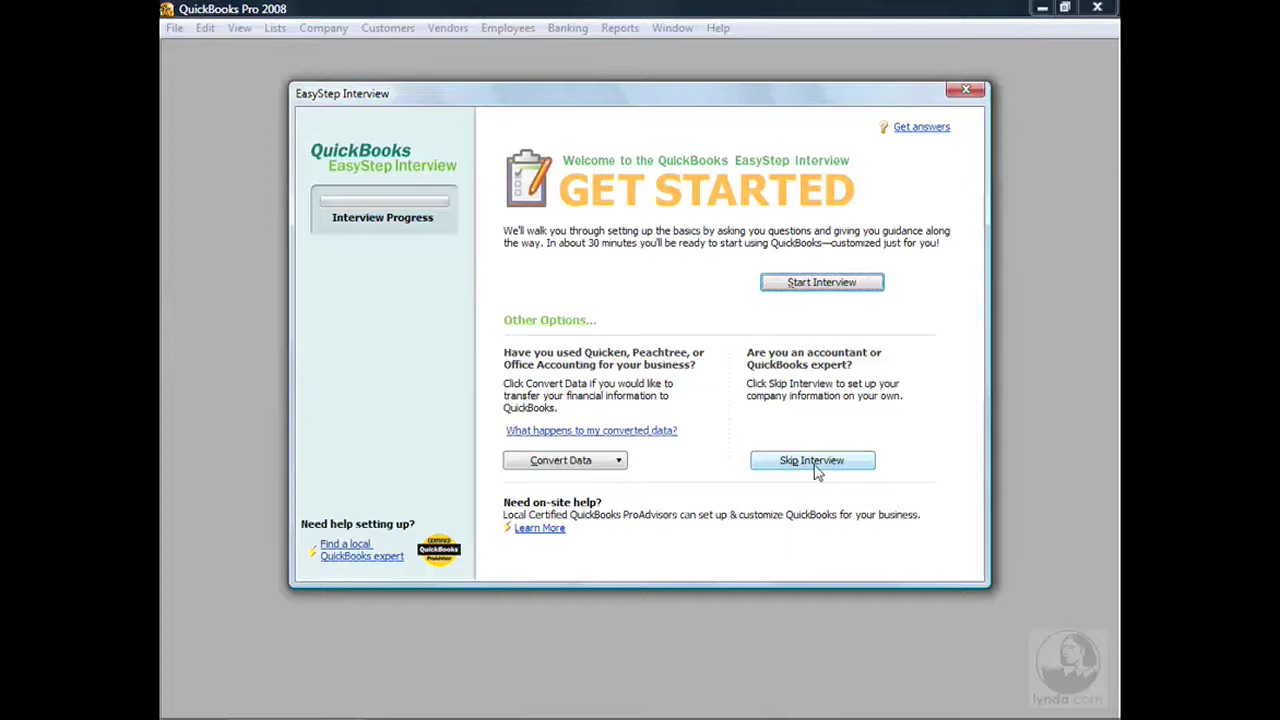 QuickBooks Pro 2008
File Edit View Lists Company Customers Vendors Employees Banking Reports Window Help
EasyStep Interview
Get answers
QuickBooks
EasyStep Interview
Interview Progress
Welcome to the QuickBooks EasyStep Interview
GET STARTED
We'll walk you through setting up the basics by asking you questions and giving you guidance along
the way. In about 30 minutes you'll be ready to start using QuickBooks—customized just for you!
Start Interview
Other Options...
Have you used Quicken, Peachtree, or
Office Accounting for your business?
Click Convert Data if you would like to
transfer your financial information to
QuickBooks.
What happens to my converted data?
Convert Data
Are you an accountant or
QuickBooks expert?
Click Skip Interview to set up your
company information on your own.
Skip Interview
Need on-site help?
Local Certified QuickBooks ProAdvisors can set up & customize QuickBooks for your business.
Learn More
Need help setting up?
Find a local
QuickBooks expert
CERTIFIED
QuickBooks
ProAdvisor
lynda.com